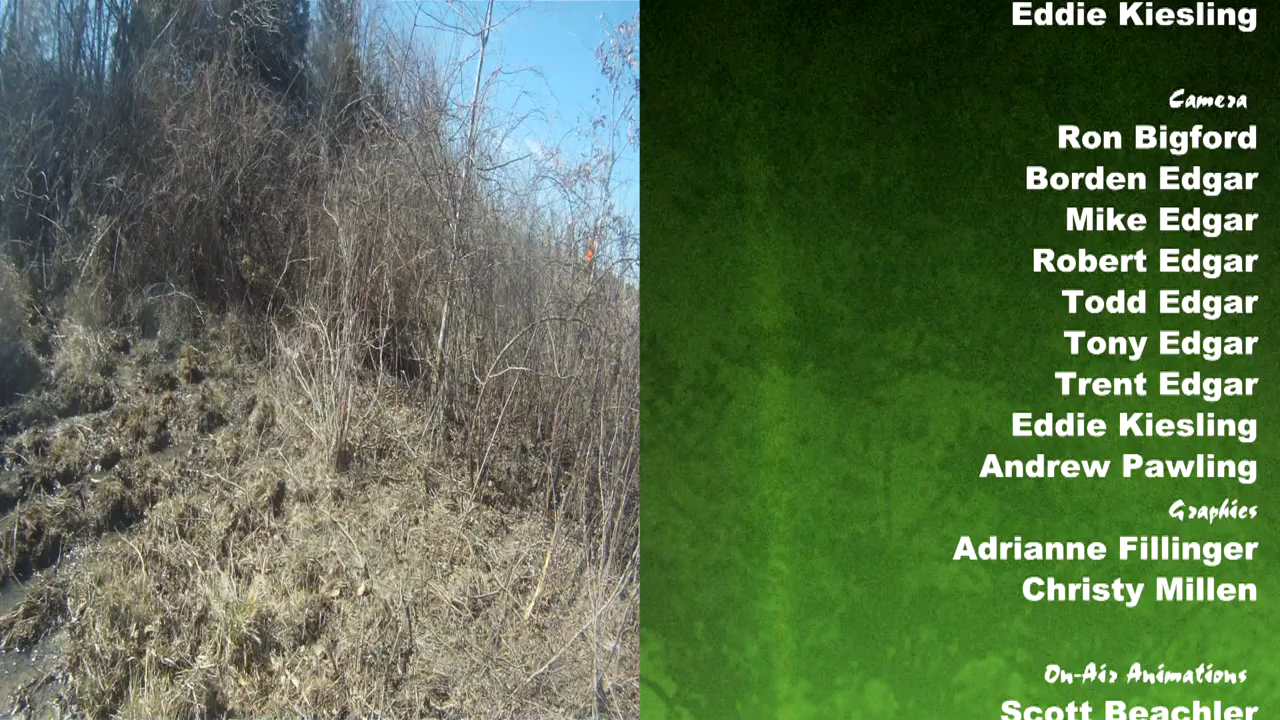 Eddie Kiesling
Camera
Ron Bigford
Borden Edgar
Mike Edgar
Robert Edgar
Todd Edgar
Tony Edgar
Trent Edgar
Eddie Kiesling
Andrew Pawling
Graphics
Adrianne Fillinger
Christy Millen
On-Air Animations
Scott Beachler